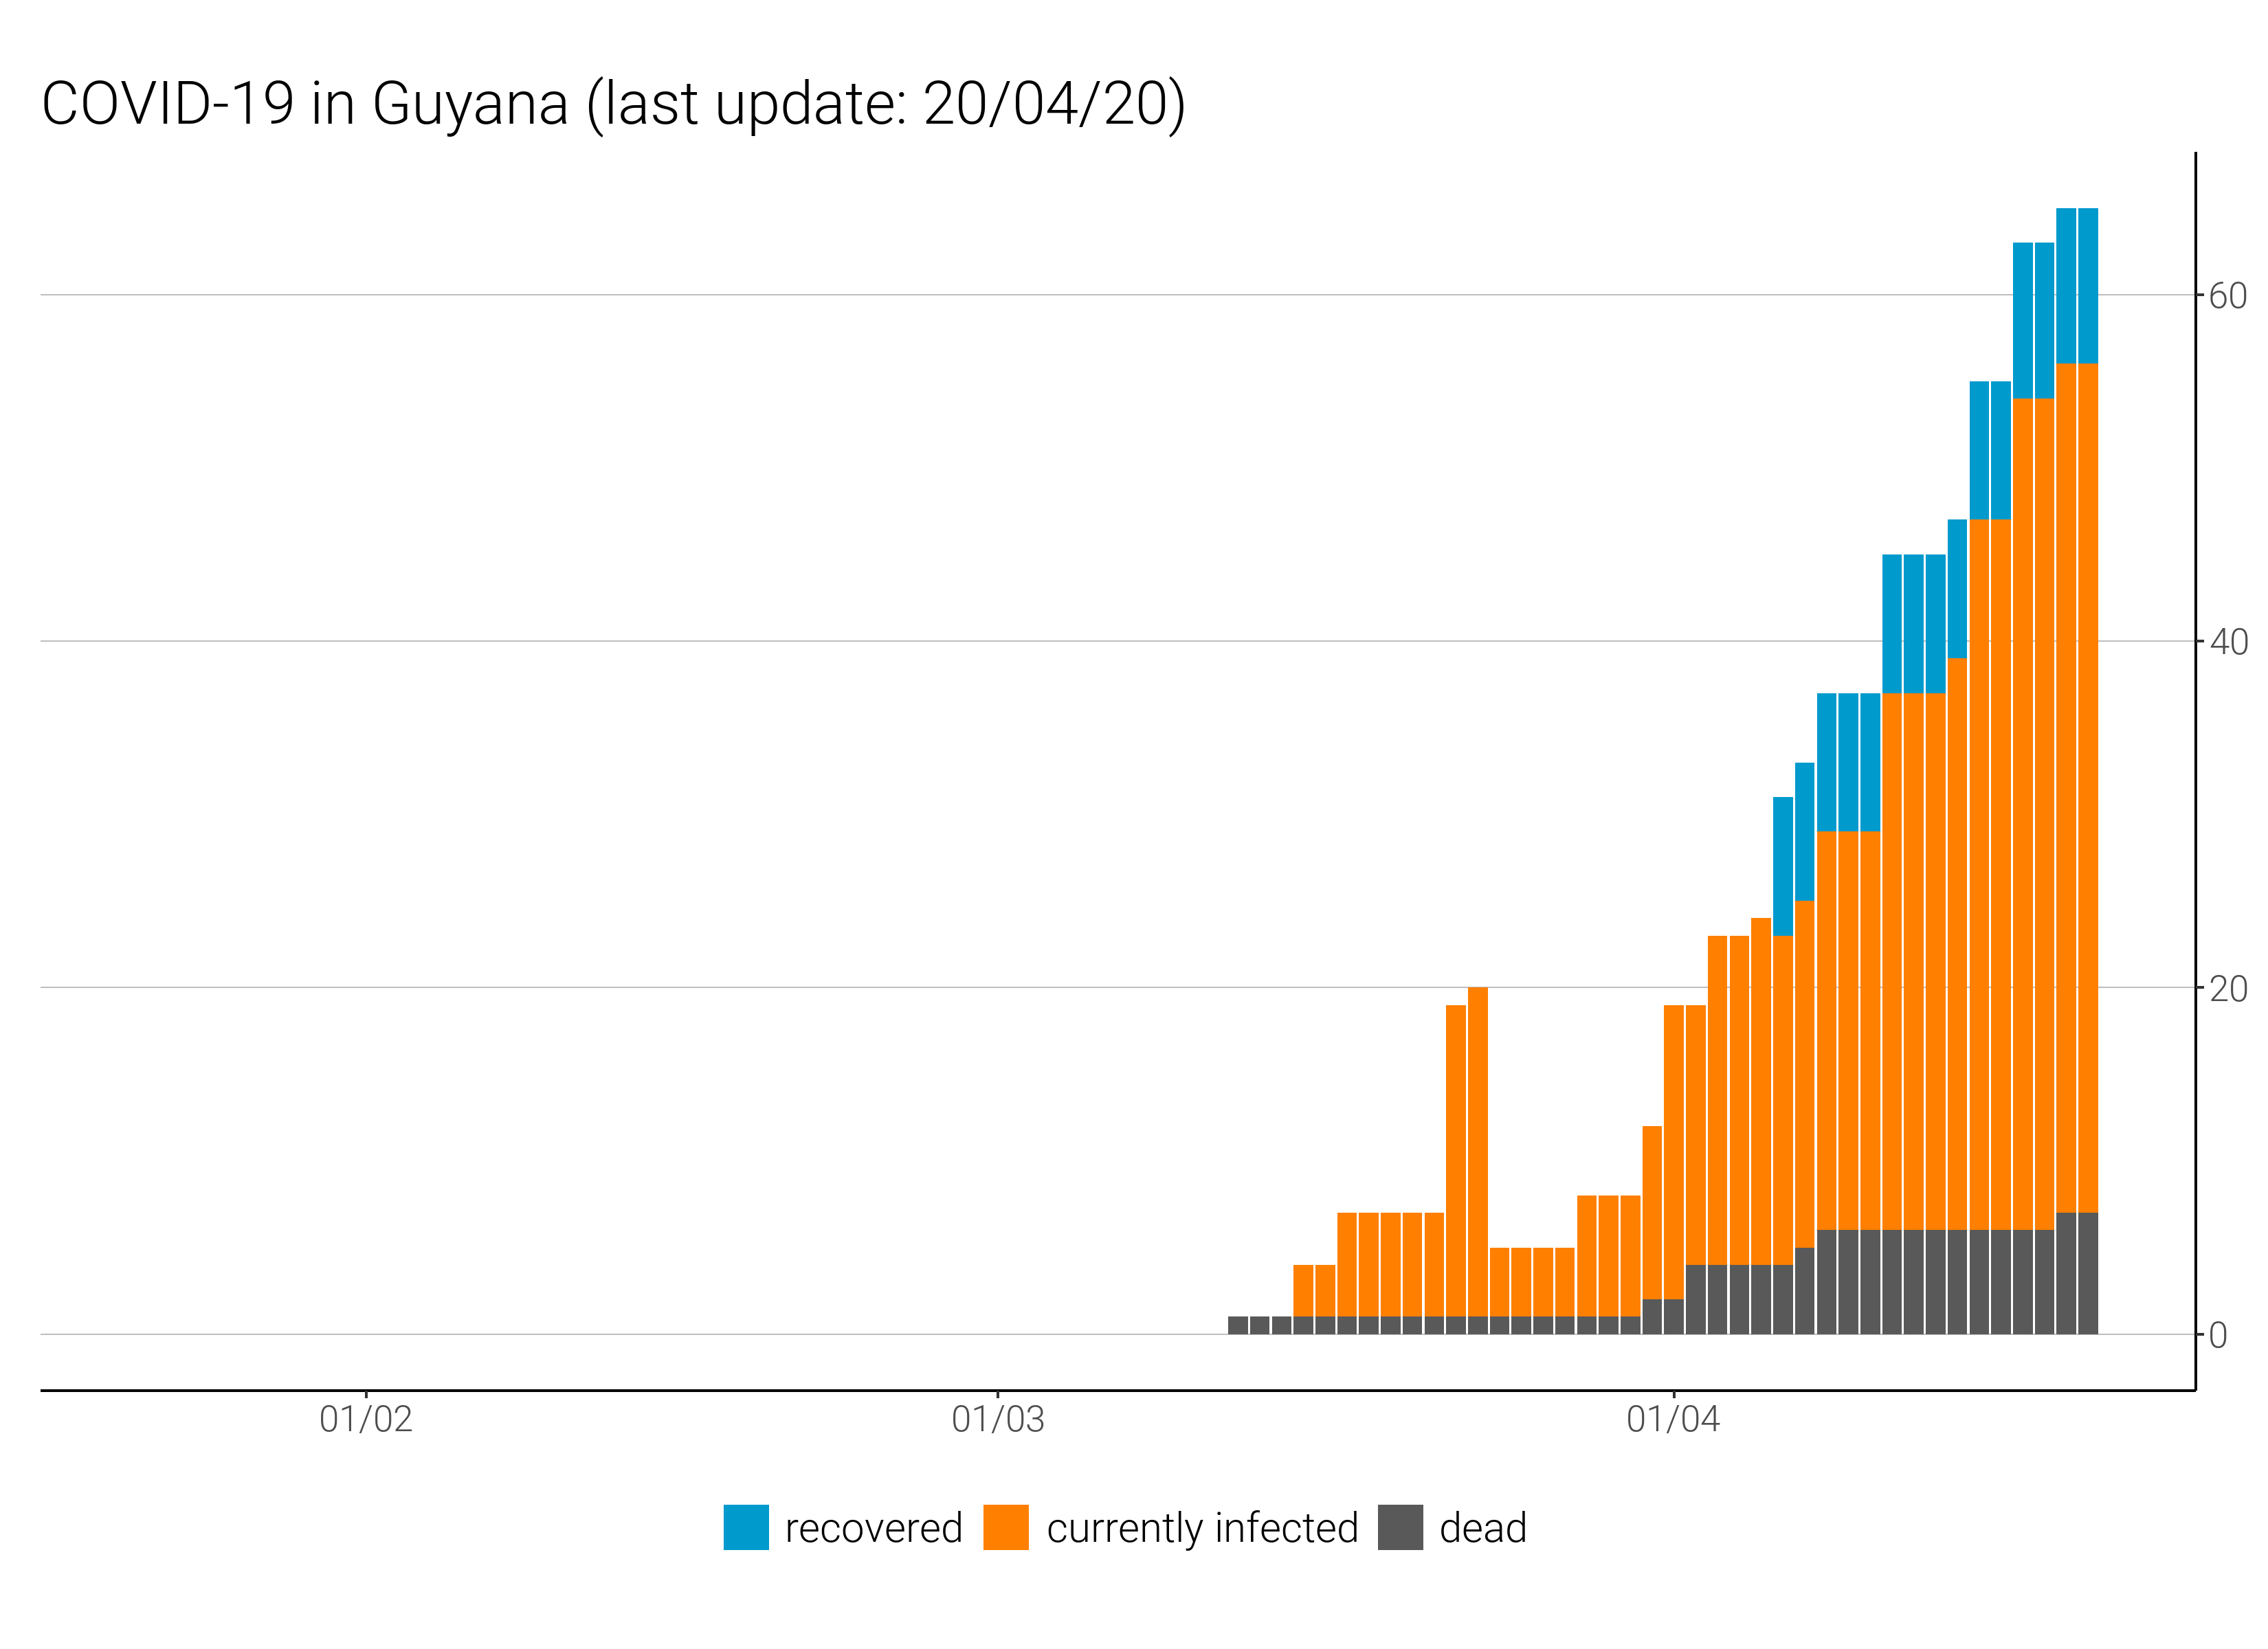 COVID-19 in Guyana (last update: 20/04/20)
60
40
20
0
01/02 01/03 01/04
recovered currently infected dead